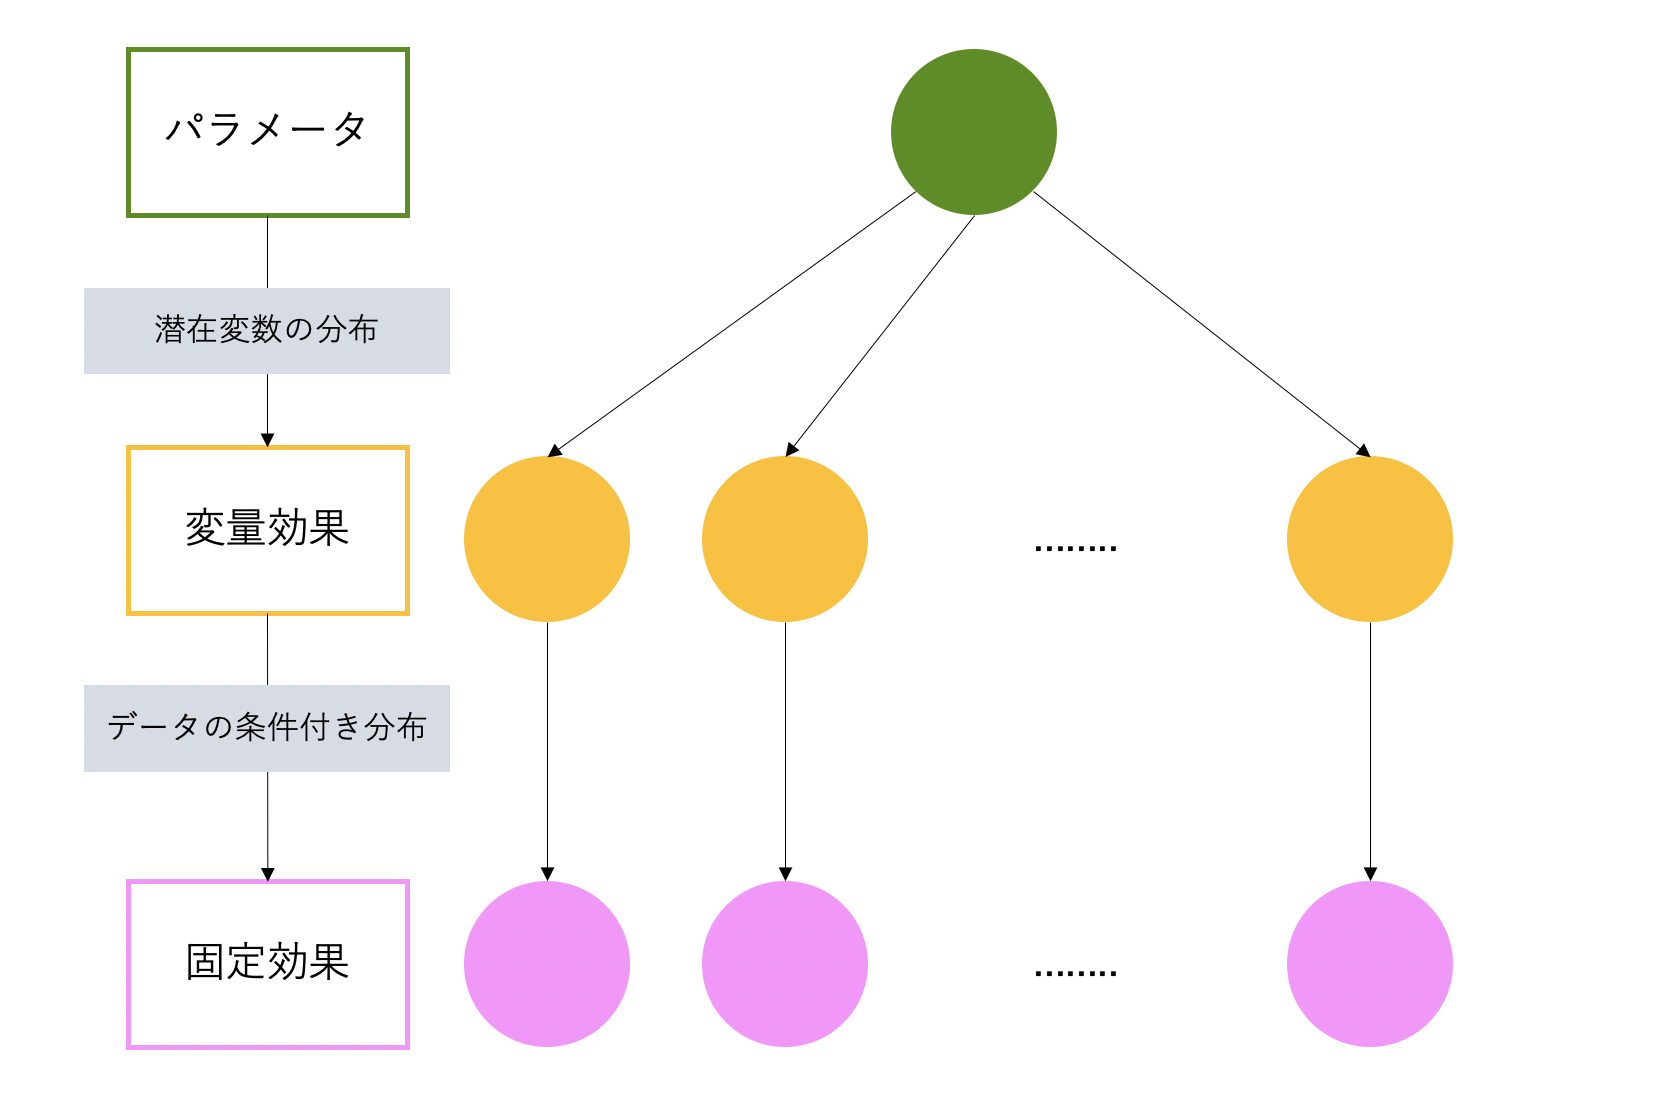 パラメータ
潜在変数の分布
変量効果
........
データの条件付き分布
固定効果
........